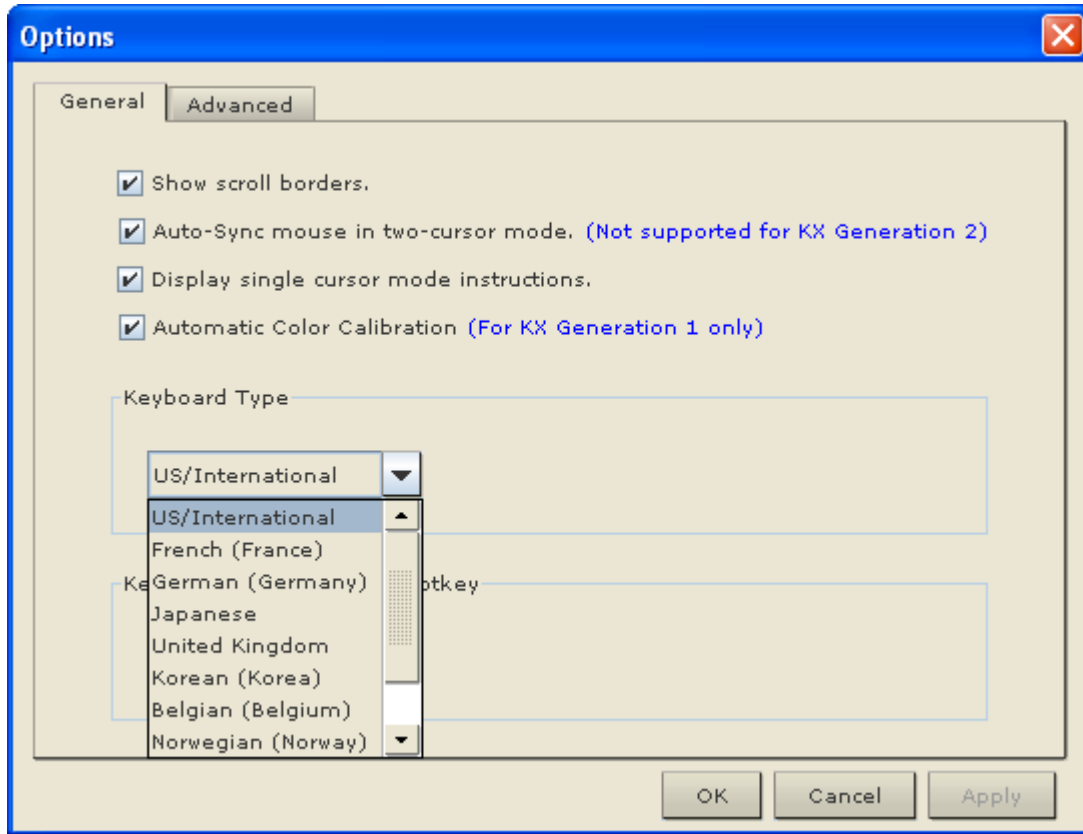 Options
General
Advanced
Show scroll borders.
Auto-Sync mouse in two-cursor mode. (Not supported for KX Generation 2)
Display single cursor mode instructions.
Automatic Color Calibration (For KX Generation 1 only)
Keyboard Type
US/International
US/International
French (France)
German (Germany)
Japanese
United Kingdom
Korean (Korea)
Belgian (Belgium)
Norwegian (Norway)
OK
Cancel
Apply